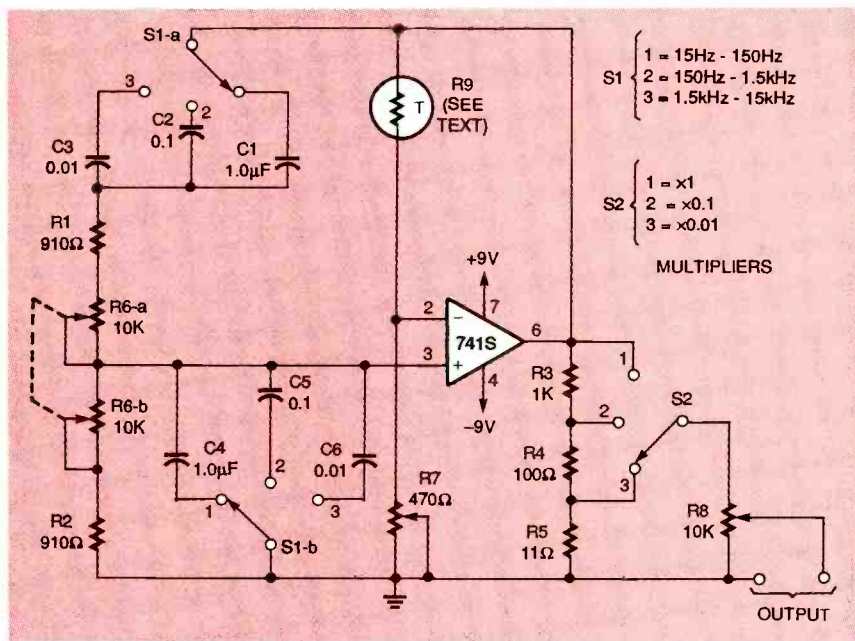 S1-a
3
2
C3
0.01
C2
0.1
C1
1.0µF
R1
910Ω
R6-a
10K
R6-b
10K
R2
910Ω
C4
1.0µF
1
C5
0.1
2
C6
0.01
3
S1-b
T
R9
(SEE
TEXT)
R7
470Ω
+9V
7
2
−
3
+
741S
6
4
−9V
R3
1K
R4
100Ω
R5
11Ω
1
2
3
S2
R8
10K
OUTPUT
S1
1 = 15Hz - 150Hz
2 = 150Hz - 1.5kHz
3 = 1.5kHz - 15kHz
S2
1 = ×1
2 = ×0.1
3 = ×0.01
MULTIPLIERS